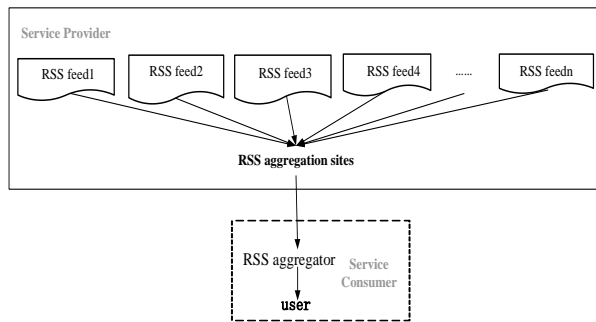 Service Provider
RSS feed1
RSS feed2
RSS feed3
RSS feed4
......
RSS feedn
RSS aggregation sites
RSS aggregator
Service
Consumer
user